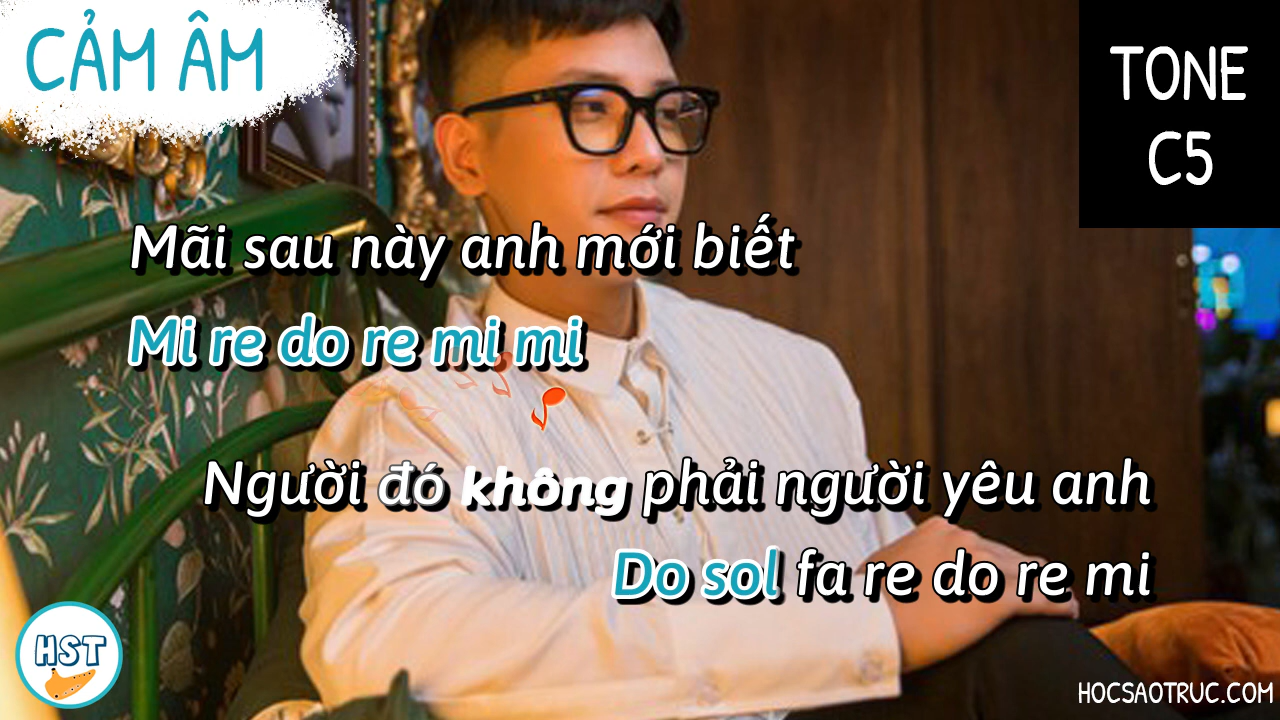 CẢM ÂM
TONE
C5
Mãi sau này anh mới biết
Mi re do re mi mi
Người đó không phải người yêu anh
Do sol fa re do re mi
HST
HOCSAOTRUC.COM